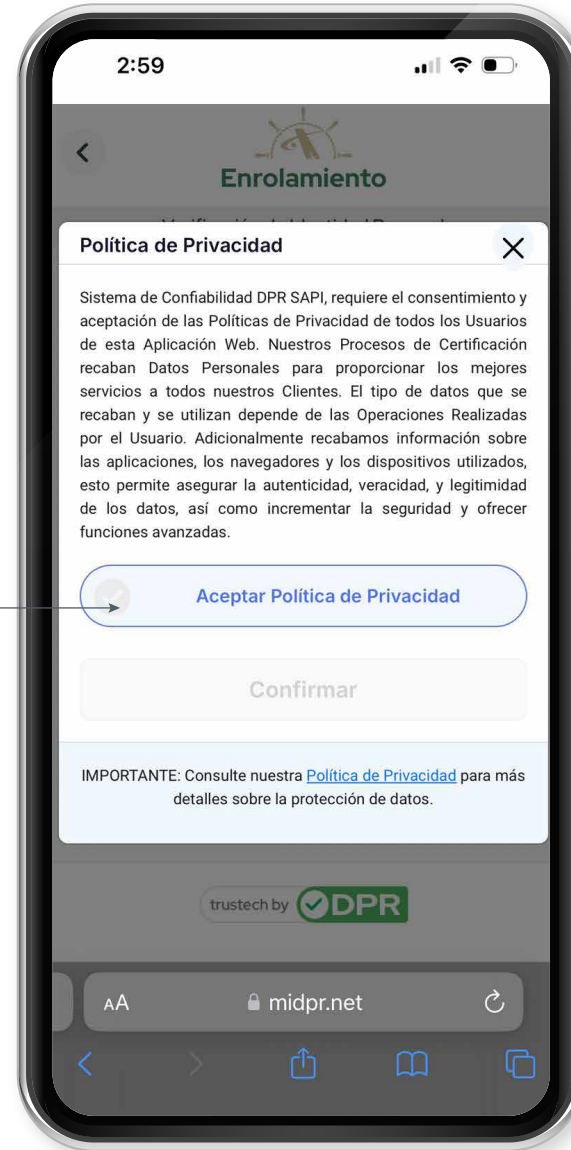 2:59
Enrolamiento
Política de Privacidad
Sistema de Confiabilidad DPR SAPI, requiere el consentimiento y
aceptación de las Políticas de Privacidad de todos los Usuarios
de esta Aplicación Web. Nuestros Procesos de Certificación
recaban Datos Personales para proporcionar los mejores
servicios a todos nuestros Clientes. El tipo de datos que se
recaban y se utilizan depende de las Operaciones Realizadas
por el Usuario. Adicionalmente recabamos información sobre
las aplicaciones, los navegadores y los dispositivos utilizados,
esto permite asegurar la autenticidad, veracidad, y legitimidad
de los datos, así como incrementar la seguridad y ofrecer
funciones avanzadas.
Aceptar Política de Privacidad
Confirmar
IMPORTANTE: Consulte nuestra Política de Privacidad para más
detalles sobre la protección de datos.
trustech by DPR
AA midpr.net